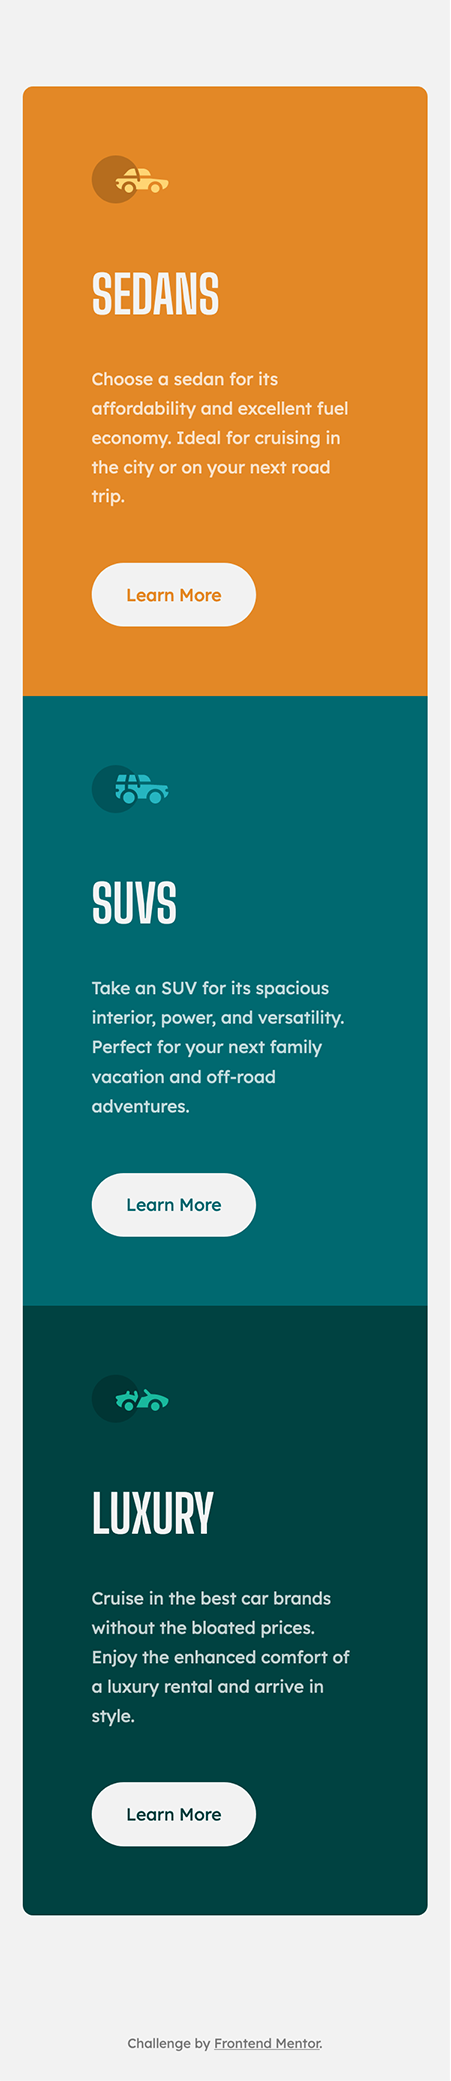 SEDANS
Choose a sedan for its
affordability and excellent fuel
economy. Ideal for cruising in
the city or on your next road
trip.
Learn More
SUVS
Take an SUV for its spacious
interior, power, and versatility.
Perfect for your next family
vacation and off-road
adventures.
Learn More
LUXURY
Cruise in the best car brands
without the bloated prices.
Enjoy the enhanced comfort of
a luxury rental and arrive in
style.
Learn More
Challenge by Frontend Mentor.